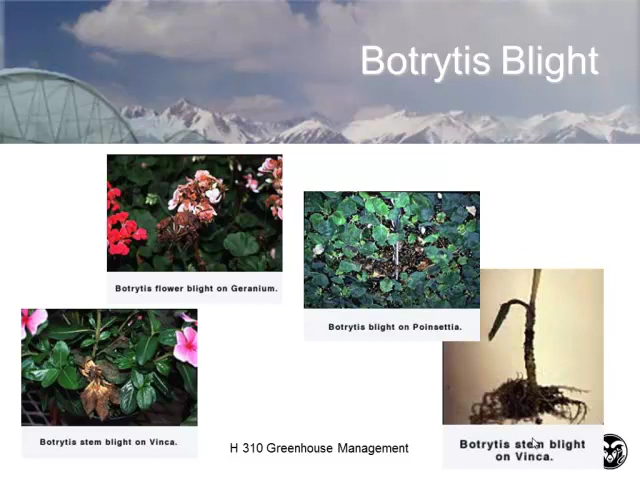 Botrytis Blight
Botrytis flower blight on Geranium.
Botrytis blight on Poinsettia.
Botrytis stem blight on Vinca.
Botrytis stem blight
on Vinca.
H 310 Greenhouse Management